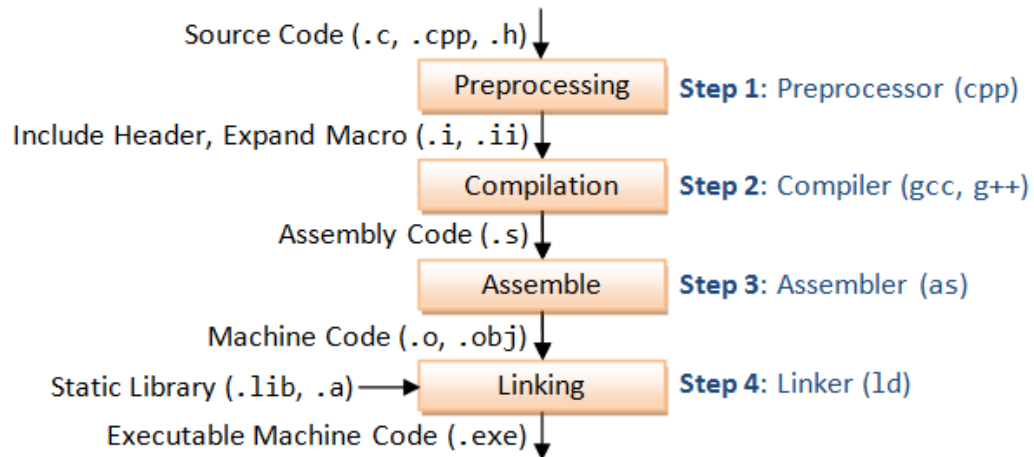 Source Code (.c, .cpp, .h)
Preprocessing
Step 1: Preprocessor (cpp)
Include Header, Expand Macro (.i, .ii)
Compilation
Step 2: Compiler (gcc, g++)
Assembly Code (.s)
Assemble
Step 3: Assembler (as)
Machine Code (.o, .obj)
Static Library (.lib, .a)
Linking
Step 4: Linker (ld)
Executable Machine Code (.exe)